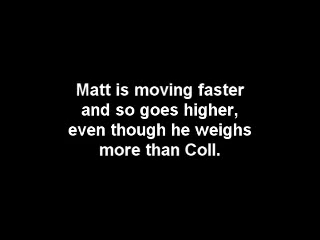 Matt is moving faster
and so goes higher,
even though he weighs
more than Coll.